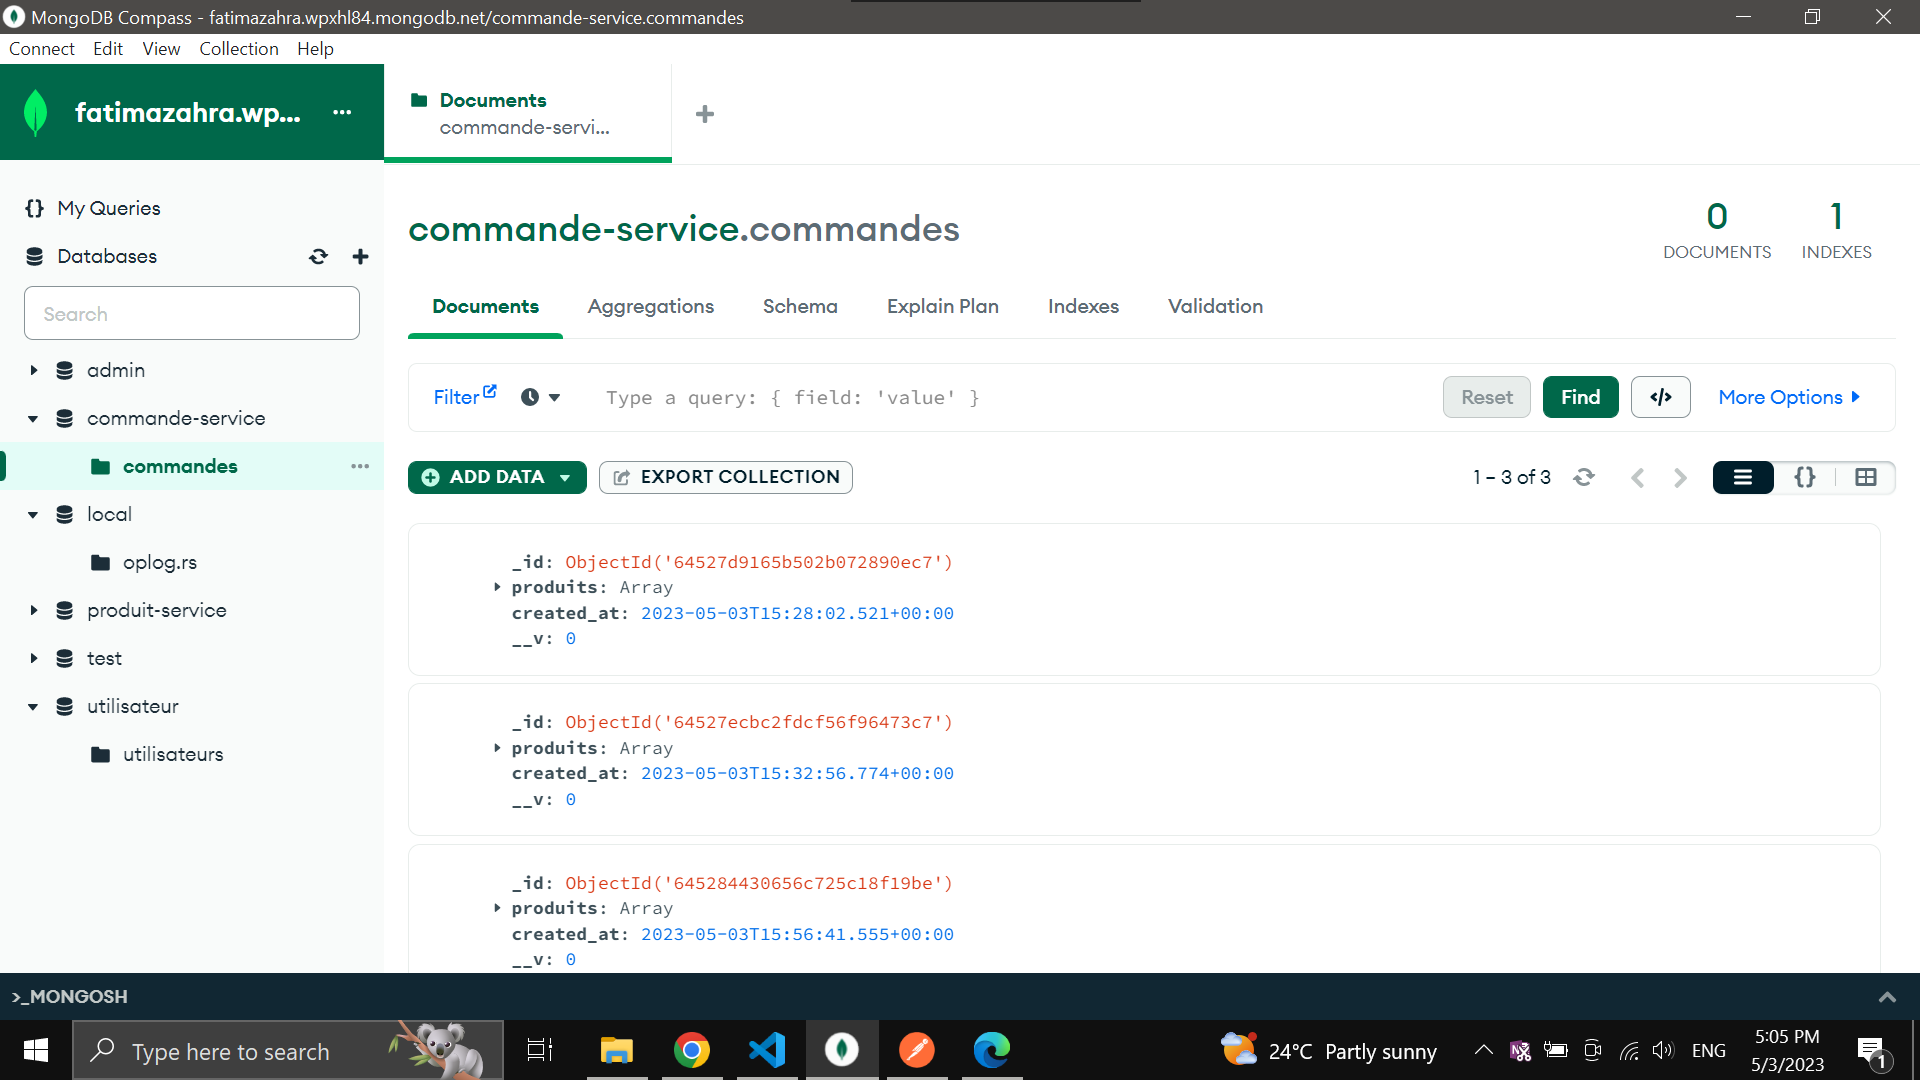 MongoDB Compass - fatimazahra.wpxhl84.mongodb.net/commande-service.commandes
Connect Edit View Collection Help
fatimazahra.wp...
Documents
commande-servi...
My Queries
Databases
Search
admin
commande-service
commandes
local
oplog.rs
produit-service
test
utilisateur
utilisateurs
commande-service.commandes
0
DOCUMENTS
1
INDEXES
Documents Aggregations Schema Explain Plan Indexes Validation
Filter Type a query: { field: 'value' } Reset Find </> More Options
ADD DATA EXPORT COLLECTION 1 – 3 of 3 {}
_id: ObjectId('64527d9165b502b072890ec7')
produits: Array
created_at: 2023-05-03T15:28:02.521+00:00
__v: 0
_id: ObjectId('64527ecbc2fdcf56f96473c7')
produits: Array
created_at: 2023-05-03T15:32:56.774+00:00
__v: 0
_id: ObjectId('645284430656c725c18f19be')
produits: Array
created_at: 2023-05-03T15:56:41.555+00:00
__v: 0
>_MONGOSH
Type here to search
24°C Partly sunny
ENG
5:05 PM
5/3/2023
1